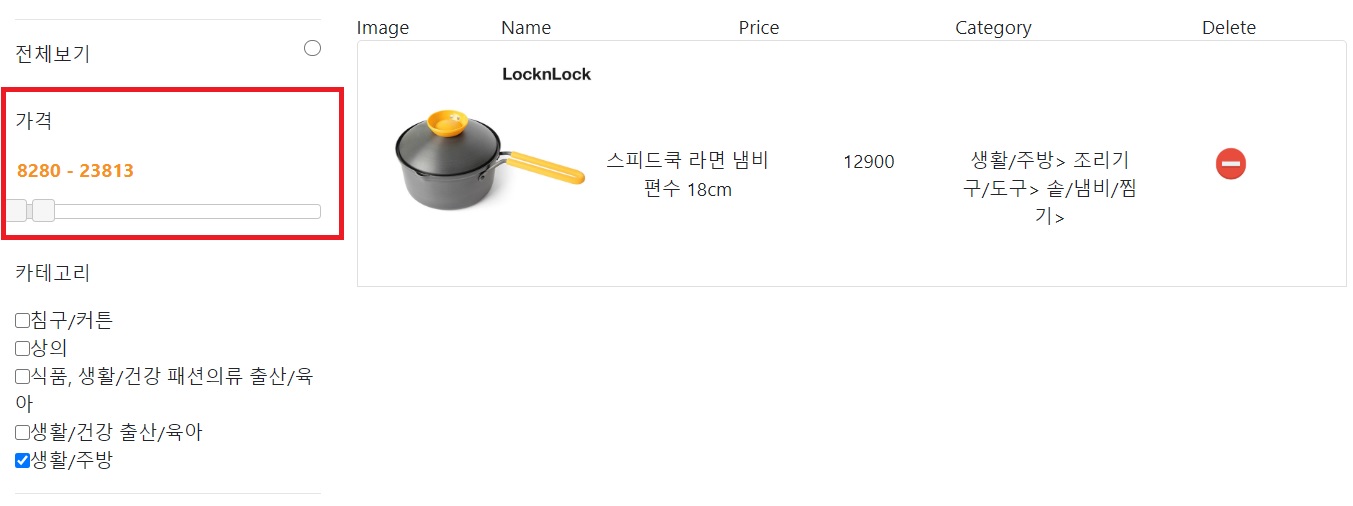 전체보기
가격
8280 - 23813
카테고리
침구/커튼
상의
식품, 생활/건강 패션의류 출산/육
아
생활/건강 출산/육아
생활/주방
Image Name Price Category Delete
LocknLock
스피드쿡 라면 냄비
편수 18cm
12900
생활/주방> 조리기
구/도구> 솥/냄비/찜
기>